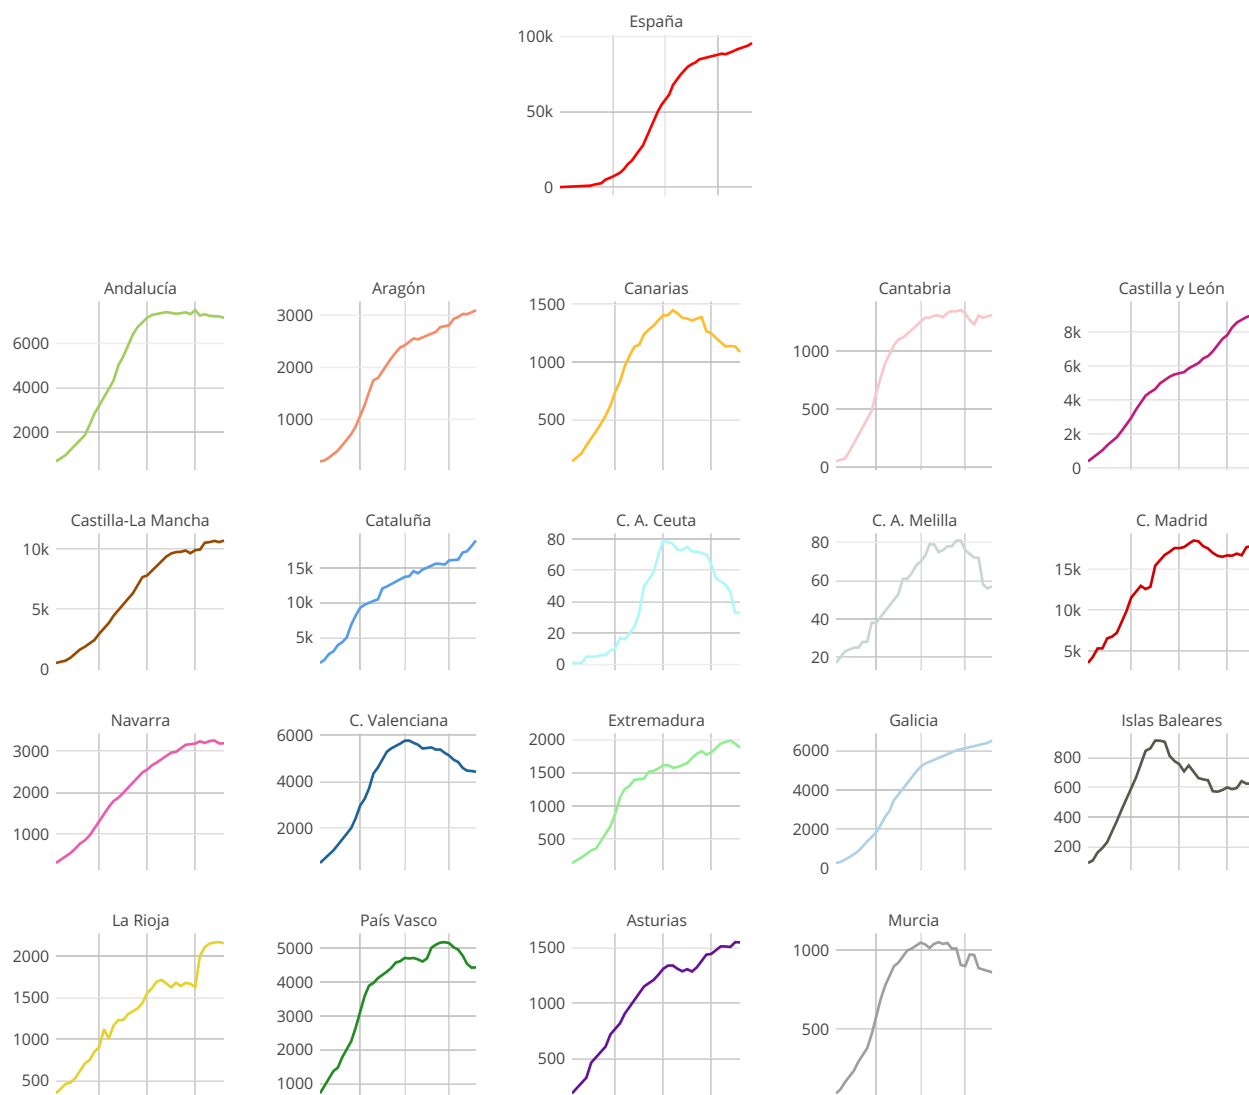 España
100k
50k
0
Andalucía Aragón Canarias Cantabria Castilla y León
6000
4000
2000
3000
2000
1000
1500
1000
500
1000
500
0
8k
6k
4k
2k
0
Castilla-La Mancha Cataluña C. A. Ceuta C. A. Melilla C. Madrid
10k
5k
0
15k
10k
5k
80
60
40
20
0
80
60
40
20
15k
10k
5k
Navarra C. Valenciana Extremadura Galicia Islas Baleares
3000
2000
1000
6000
4000
2000
2000
1500
1000
500
6000
4000
2000
0
800
600
400
200
La Rioja País Vasco Asturias Murcia
2000
1500
1000
500
5000
4000
3000
2000
1000
1500
1000
500
1000
500